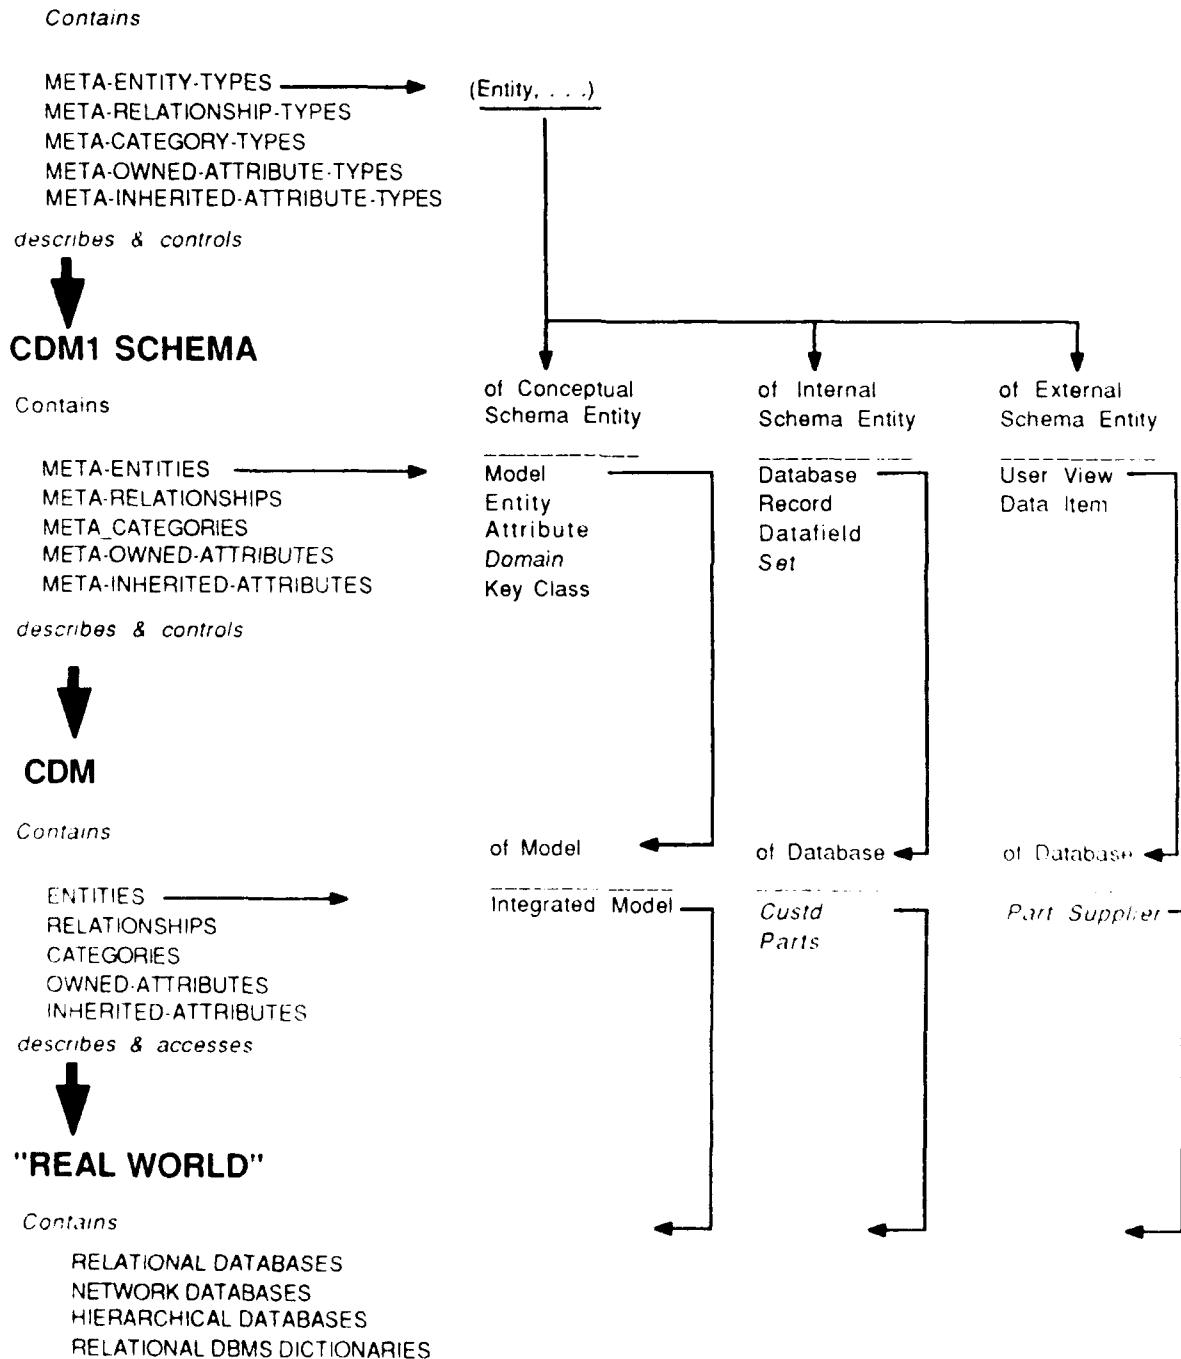 Contains
META-ENTITY-TYPES
(Entity, . . . .)
META-RELATIONSHIP-TYPES
META-CATEGORY-TYPES
META-OWNED-ATTRIBUTE-TYPES
META-INHERITED-ATTRIBUTE-TYPES
describes & controls
CDM1 SCHEMA
Contains
of Conceptual
Schema Entity
of Internal
Schema Entity
of External
Schema Entity
META-ENTITIES
META-RELATIONSHIPS
META_CATEGORIES
META-OWNED-ATTRIBUTES
META-INHERITED-ATTRIBUTES
Model
Entity
Attribute
Domain
Key Class
Database
Record
Datafield
Set
User View
Data Item
describes & controls
CDM
Contains
of Model
of Database
of Database
ENTITIES
RELATIONSHIPS
CATEGORIES
OWNED-ATTRIBUTES
INHERITED-ATTRIBUTES
Integrated Model
Custd
Parts
Part Supplier
describes & accesses
"REAL WORLD"
Contains
RELATIONAL DATABASES
NETWORK DATABASES
HIERARCHICAL DATABASES
RELATIONAL DBMS DICTIONARIES